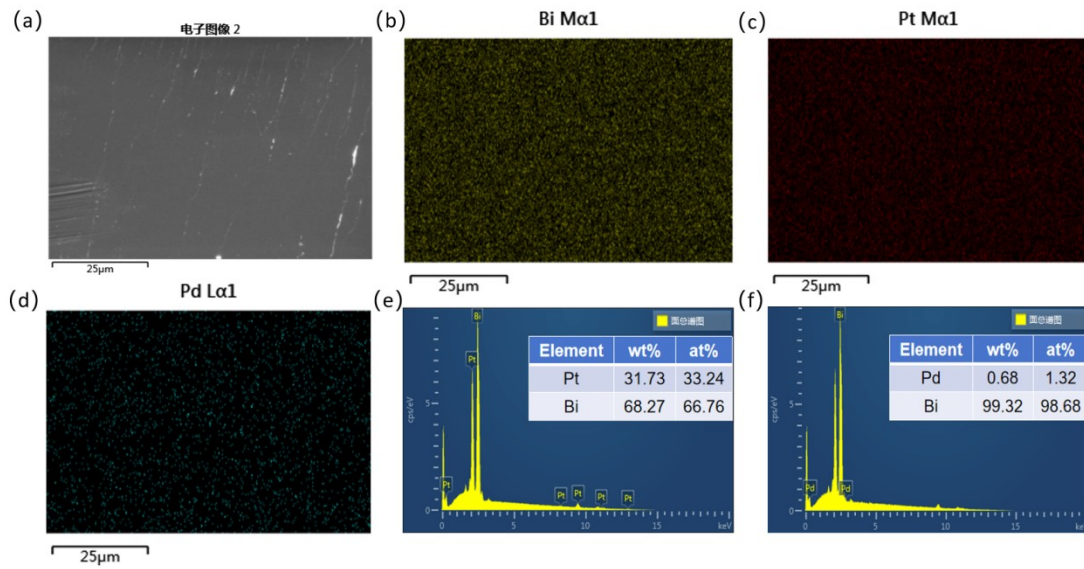 (a)
电子图像 2
25μm
(b)
Bi Mα1
25μm
(c)
Pt Mα1
25μm
(d)
Pd Lα1
25μm
(e)
面总谱图
Bi
Pt
Element wt% at%
Pt 31.73 33.24
Bi 68.27 66.76
cps/eV
5
0
Pt
Pt
Pt
Pt
Pt
0 5 10 15 keV
(f)
面总谱图
Bi
Element wt% at%
Pd 0.68 1.32
Bi 99.32 98.68
cps/eV
5
0
Pd
Pd
0 5 10 15